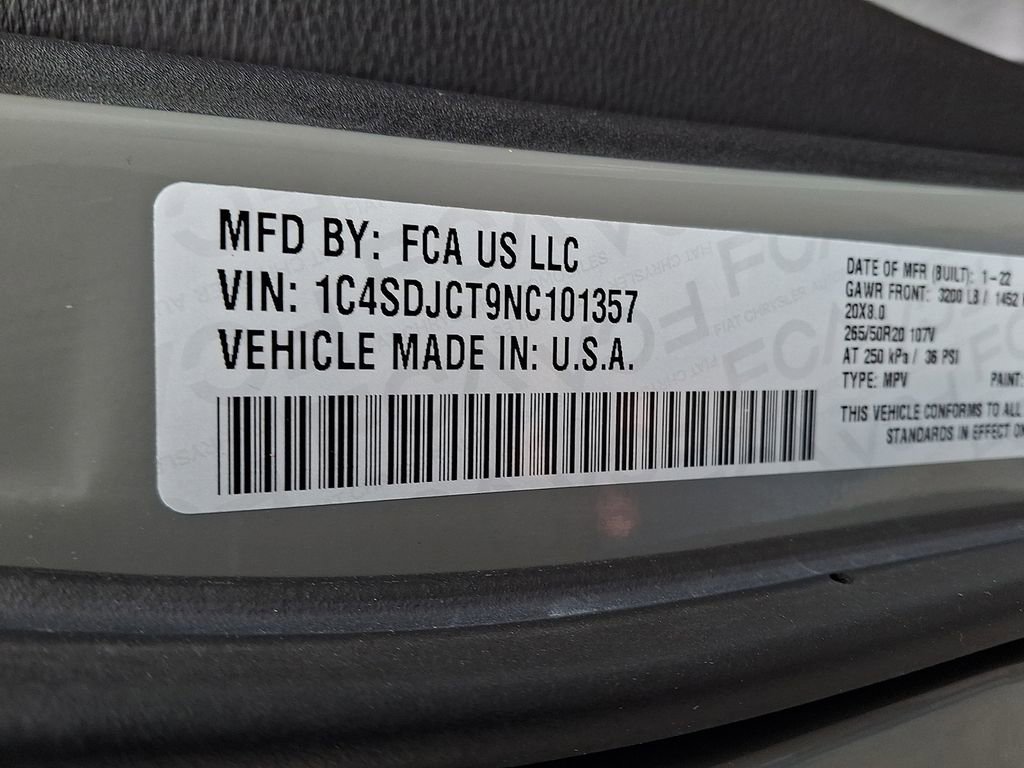 MFD BY: FCA US LLC
VIN: 1C4SDJCT9NC101357
VEHICLE MADE IN: U.S.A.
DATE OF MFR (BUILT): 1-22
GAWR FRONT: 3200 LB / 1452
20X8.0
265/50R20 107V
AT 250 kPa / 36 PSI
TYPE: MPV PAINT:
THIS VEHICLE CONFORMS TO ALL
STANDARDS IN EFFECT ON